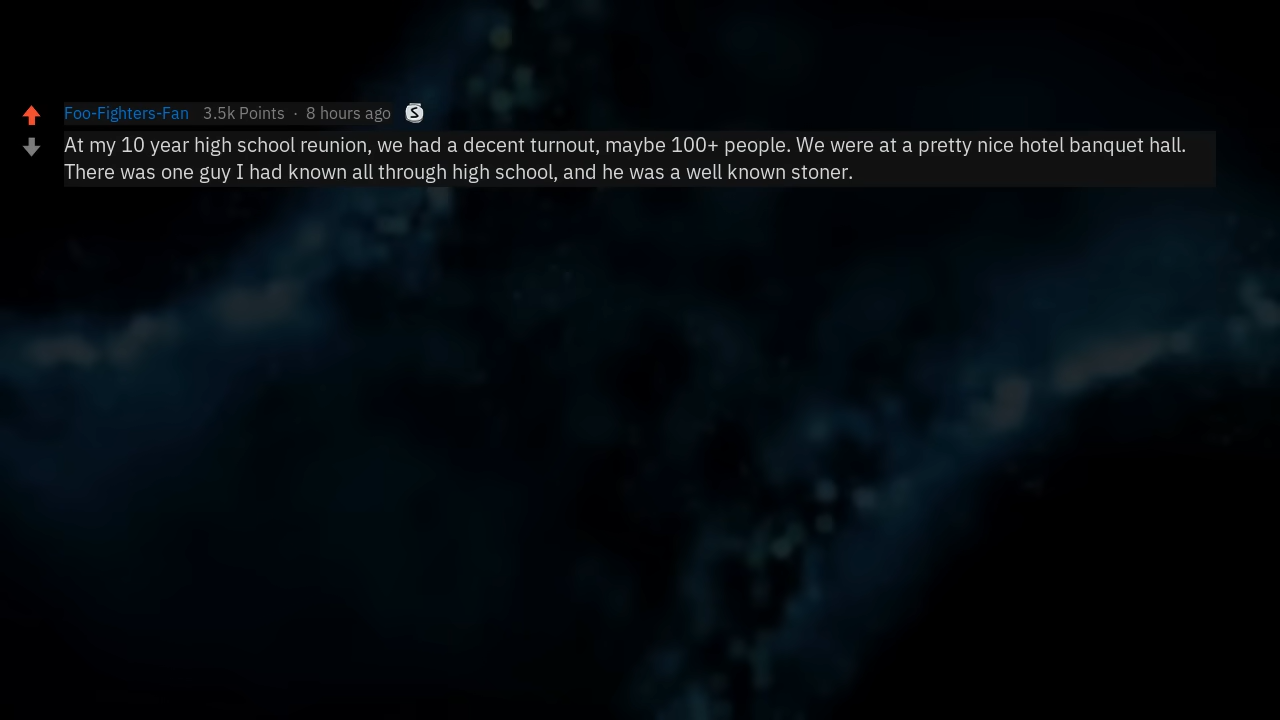 Foo-Fighters-Fan 3.5k Points · 8 hours ago S
At my 10 year high school reunion, we had a decent turnout, maybe 100+ people. We were at a pretty nice hotel banquet hall.
There was one guy I had known all through high school, and he was a well known stoner.